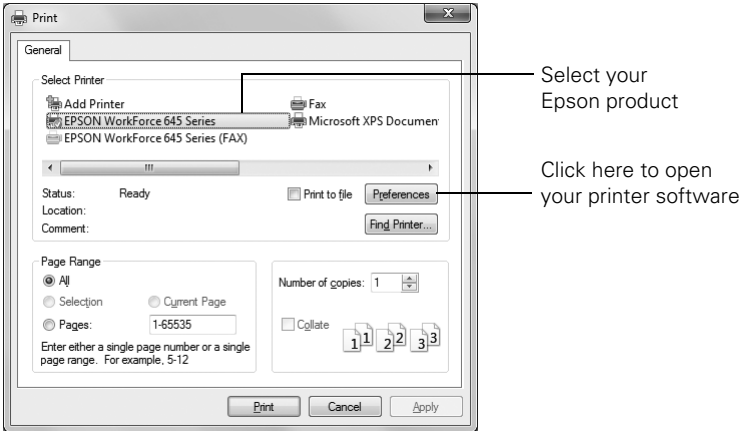 Print
General
Select Printer
Add Printer
Fax
EPSON WorkForce 645 Series
Microsoft XPS Documen
EPSON WorkForce 645 Series (FAX)
Status: Ready
Print to file
Preferences
Location:
Comment:
Find Printer...
Page Range
All
Selection
Current Page
Pages: 1-65535
Enter either a single page number or a single
page range. For example, 5-12
Number of copies: 1
Collate
1 1 2 2 3 3
Print
Cancel
Apply
Select your
Epson product
Click here to open
your printer software